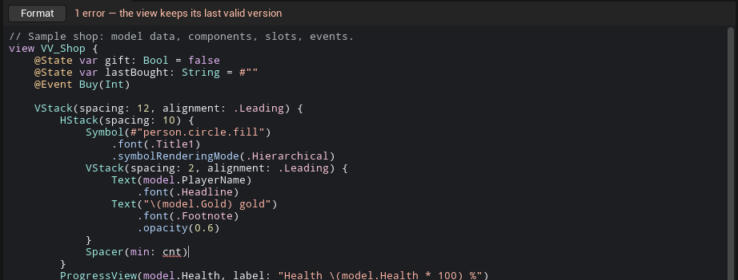 Format 1 error — the view keeps its last valid version
// Sample shop: model data, components, slots, events.
view VV_Shop {
    @State var gift: Bool = false
    @State var lastBought: String = #""
    @Event Buy(Int)

    VStack(spacing: 12, alignment: .Leading) {
        HStack(spacing: 10) {
            Symbol(#"person.circle.fill")
                .font(.Title1)
                .symbolRenderingMode(.Hierarchical)
            VStack(spacing: 2, alignment: .Leading) {
                Text(model.PlayerName)
                    .font(.Headline)
                Text("\(model.Gold) gold")
                    .font(.Footnote)
                    .opacity(0.6)
            }
            Spacer(min: cnt)
        }
        ProgressView(model.Health, label: "Health \(model.Health * 100) %")